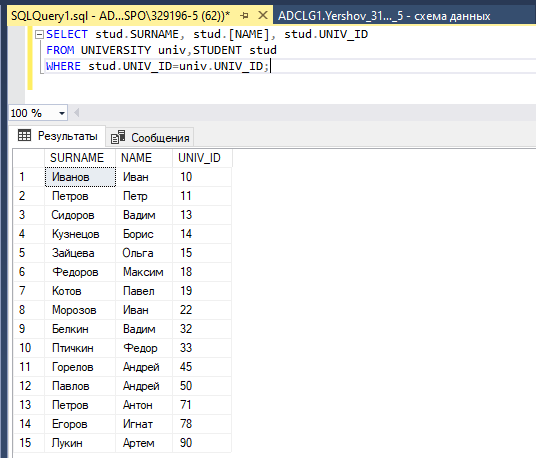 SQLQuery1.sql - AD...SPO\329196-5 (62))*
ADCLG1.Yershov_31..._5 - схема данных
SELECT stud.SURNAME, stud.[NAME], stud.UNIV_ID
FROM UNIVERSITY univ,STUDENT stud
WHERE stud.UNIV_ID=univ.UNIV_ID;
100 %
Результаты Сообщения
SURNAME NAME UNIV_ID
1 Иванов Иван 10
2 Петров Петр 11
3 Сидоров Вадим 13
4 Кузнецов Борис 14
5 Зайцева Ольга 15
6 Федоров Максим 18
7 Котов Павел 19
8 Морозов Иван 22
9 Белкин Вадим 32
10 Птичкин Федор 33
11 Горелов Андрей 45
12 Павлов Андрей 50
13 Петров Антон 71
14 Егоров Игнат 78
15 Лукин Артем 90